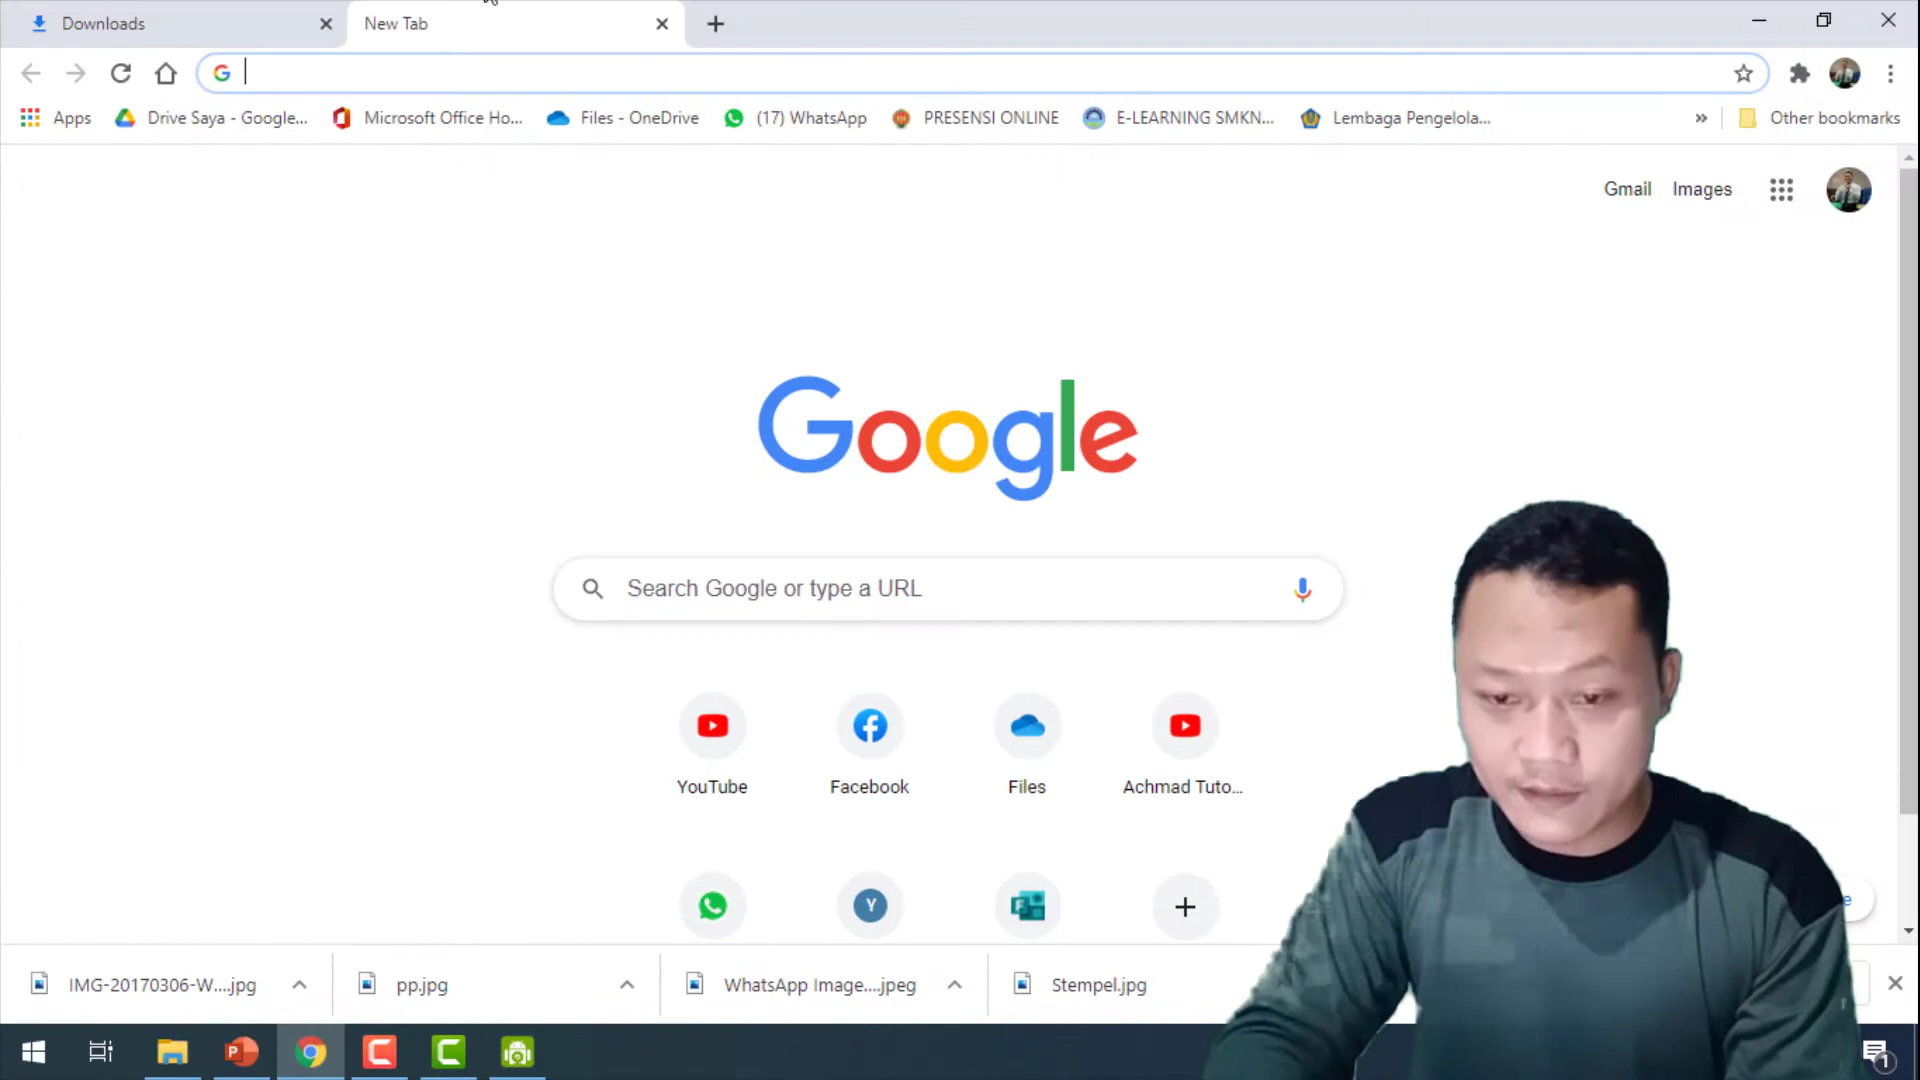 Downloads
New Tab
Apps
Drive Saya - Google...
Microsoft Office Ho...
Files - OneDrive
(17) WhatsApp
PRESENSI ONLINE
E-LEARNING SMKN...
Lembaga Pengelola...
»
Other bookmarks
Gmail
Images
Google
Search Google or type a URL
YouTube
Facebook
Files
Achmad Tuto...
Y
IMG-20170306-W....jpg
pp.jpg
WhatsApp Image....jpeg
Stempel.jpg
1